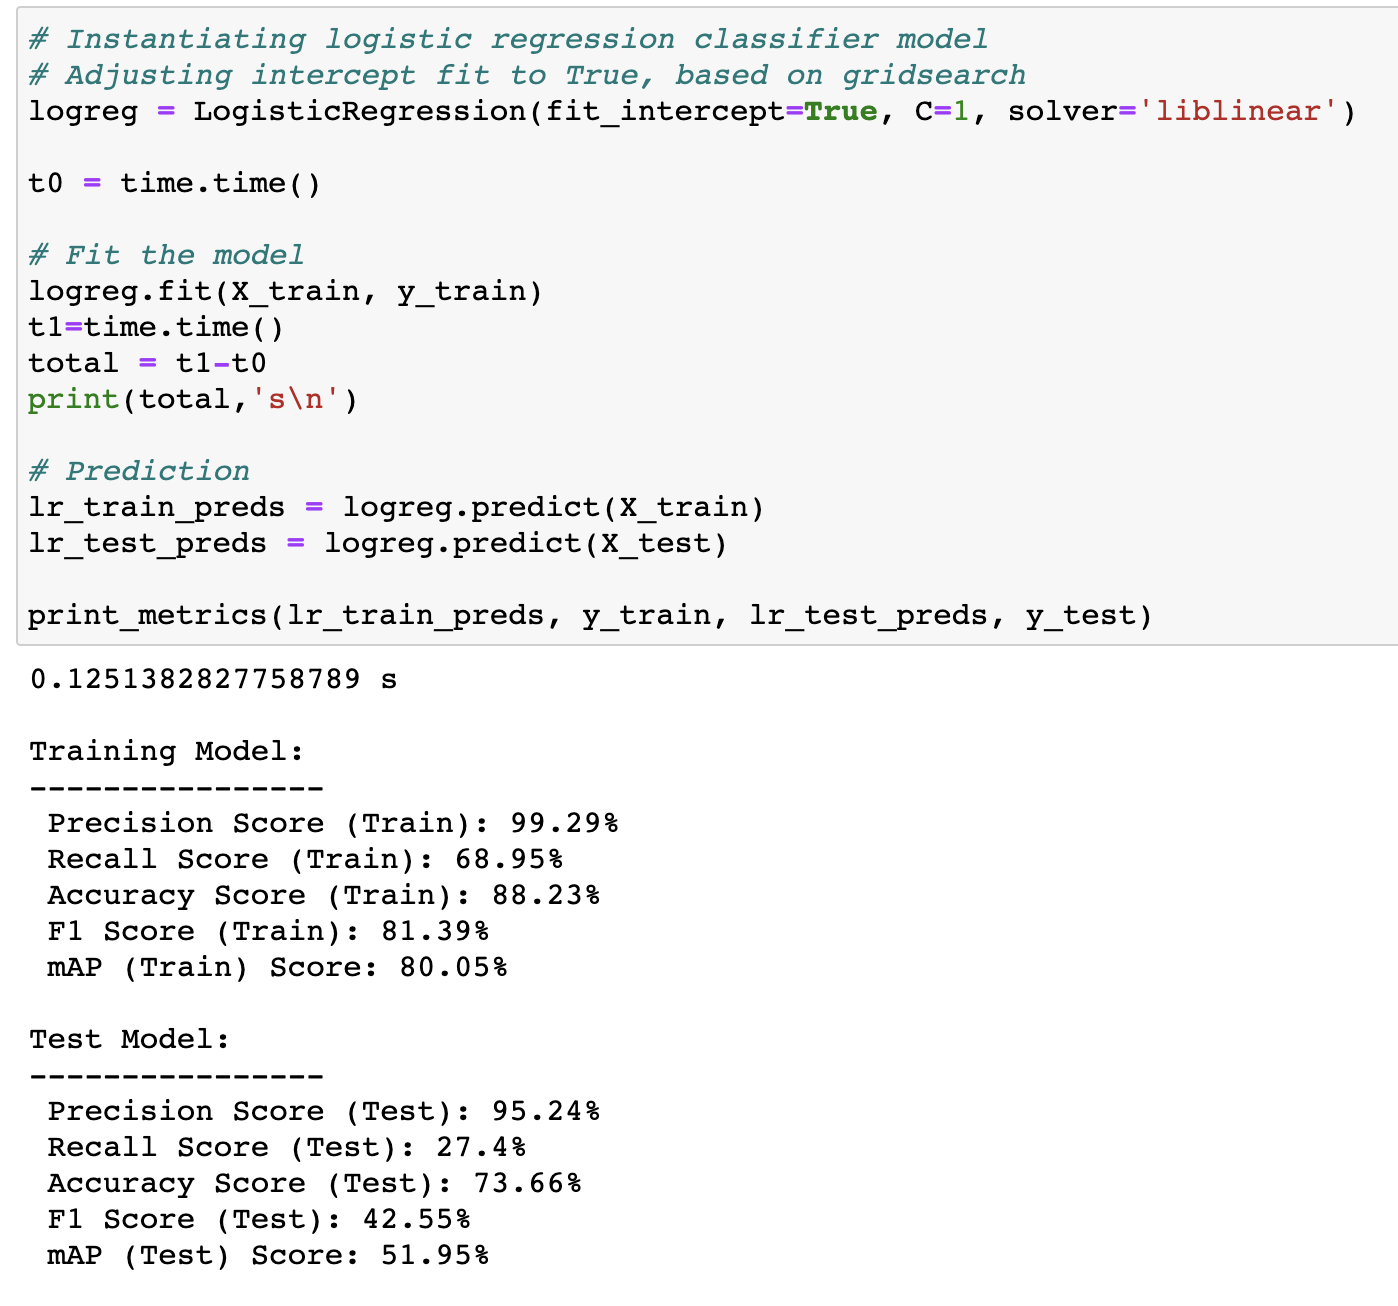 # Instantiating logistic regression classifier model
# Adjusting intercept fit to True, based on gridsearch
logreg = LogisticRegression(fit_intercept=True, C=1, solver='liblinear')
t0 = time.time()
# Fit the model
logreg.fit(X_train, y_train)
t1=time.time()
total = t1-t0
print(total,'s\n')
# Prediction
lr_train_preds = logreg.predict(X_train)
lr_test_preds = logreg.predict(X_test)
print_metrics(lr_train_preds, y_train, lr_test_preds, y_test)
0.1251382827758789 s
Training Model:
----------------
Precision Score (Train): 99.29%
Recall Score (Train): 68.95%
Accuracy Score (Train): 88.23%
F1 Score (Train): 81.39%
mAP (Train) Score: 80.05%
Test Model:
----------------
Precision Score (Test): 95.24%
Recall Score (Test): 27.4%
Accuracy Score (Test): 73.66%
F1 Score (Test): 42.55%
mAP (Test) Score: 51.95%